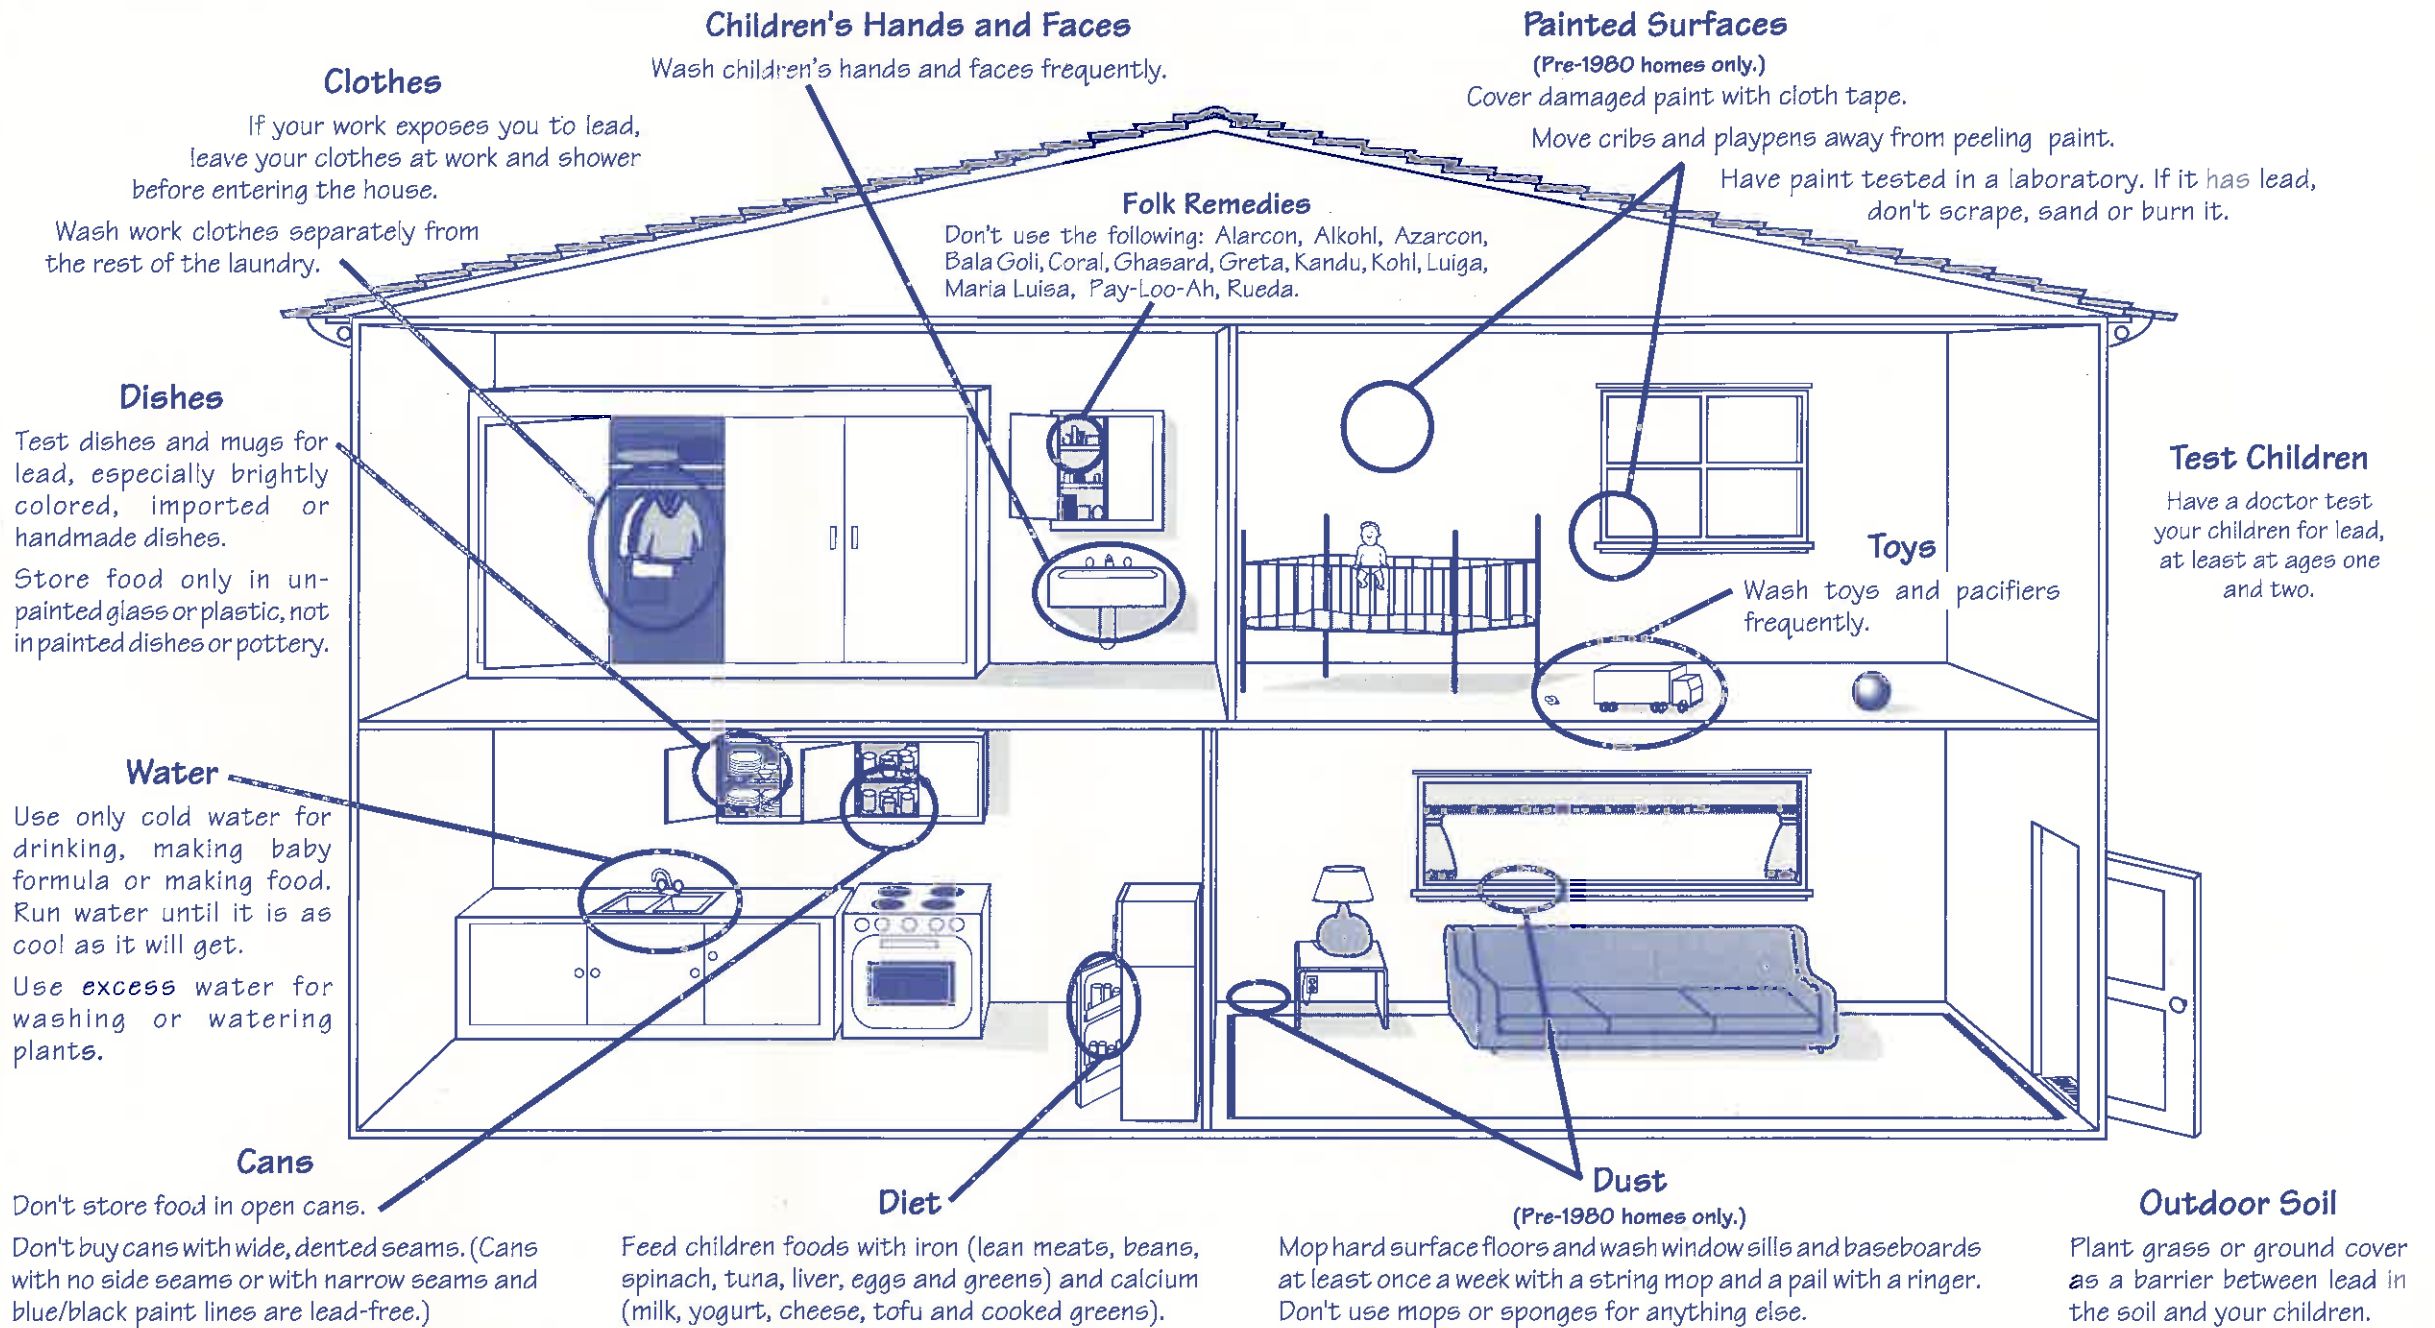 Children's Hands and Faces
Wash children's hands and faces frequently.
Painted Surfaces
(Pre-1980 homes only.)
Cover damaged paint with cloth tape.
Move cribs and playpens away from peeling paint.
Have paint tested in a laboratory. If it has lead,
don't scrape, sand or burn it.
Clothes
If your work exposes you to lead,
leave your clothes at work and shower
before entering the house.
Wash work clothes separately from
the rest of the laundry.
Folk Remedies
Don't use the following: Alarcon, Alkohl, Azarcon,
Bala Goli, Coral, Ghasard, Greta, Kandu, Kohl, Luiga,
Maria Luisa, Pay-Loo-Ah, Rueda.
Dishes
Test dishes and mugs for
lead, especially brightly
colored, imported or
handmade dishes.
Store food only in un-
painted glass or plastic, not
in painted dishes or pottery.
Test Children
Have a doctor test
your children for lead,
at least at ages one
and two.
Toys
Wash toys and pacifiers
frequently.
Water
Use only cold water for
drinking, making baby
formula or making food.
Run water until it is as
cool as it will get.
Use excess water for
washing or watering
plants.
Cans
Don't store food in open cans.
Don't buy cans with wide, dented seams. (Cans
with no side seams or with narrow seams and
blue/black paint lines are lead-free.)
Diet
Feed children foods with iron (lean meats, beans,
spinach, tuna, liver, eggs and greens) and calcium
(milk, yogurt, cheese, tofu and cooked greens).
Dust
(Pre-1980 homes only.)
Mop hard surface floors and wash window sills and baseboards
at least once a week with a string mop and a pail with a ringer.
Don't use mops or sponges for anything else.
Outdoor Soil
Plant grass or ground cover
as a barrier between lead in
the soil and your children.